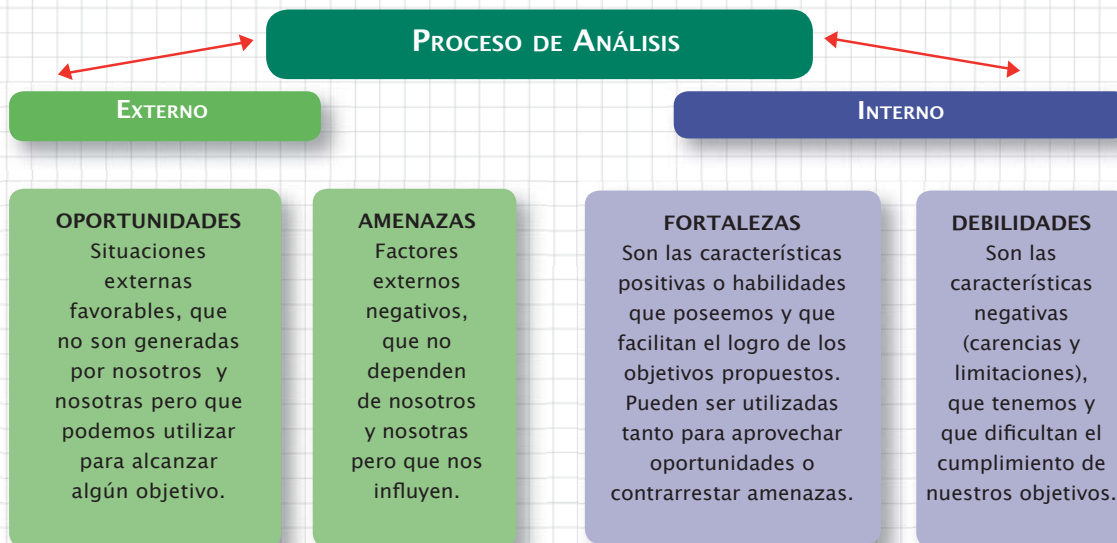 PROCESO DE ANÁLISIS
EXTERNO
INTERNO
OPORTUNIDADES
Situaciones
externas
favorables, que
no son generadas
por nosotros y
nosotras pero que
podemos utilizar
para alcanzar
algún objetivo.
AMENAZAS
Factores
externos
negativos,
que no
dependen
de nosotros
y nosotras
pero que nos
influyen.
FORTALEZAS
Son las características
positivas o habilidades
que poseemos y que
facilitan el logro de los
objetivos propuestos.
Pueden ser utilizadas
tanto para aprovechar
oportunidades o
contrarrestar amenazas.
DEBILIDADES
Son las
características
negativas
(carencias y
limitaciones),
que tenemos y
que dificultan el
cumplimiento de
nuestros objetivos.